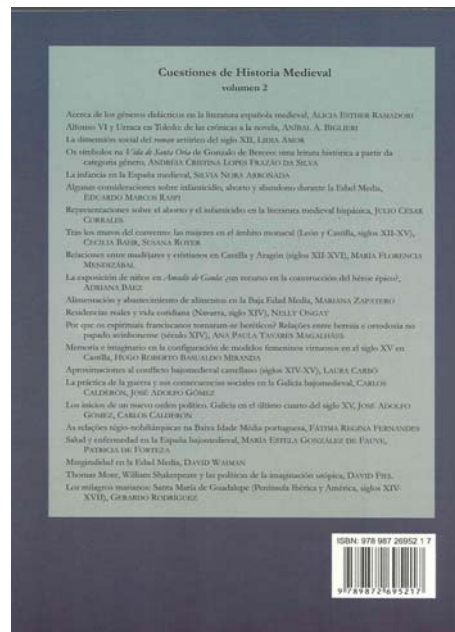 Cuestiones de Historia Medieval
volumen 2
Acerca de los géneros didácticos en la literatura española medieval, ALICIA ESTHER RAMADORI
Alfonso VI y Urraca en Toledo: de las crónicas a la novela, ANÍBAL A. BIGLIERI
La dimensión social del roman artúrico del siglo XII, LIDIA AMOR
Os símbolos na Vida de Santa Oria de Gonzalo de Berceo: uma leitura histórica a partir da
categoria gênero, ANDRÉIA CRISTINA LOPES FRAZÃO DA SILVA
La infancia en la España medieval, SILVIA NORA ARROÑADA
Algunas consideraciones sobre infanticidio, aborto y abandono durante la Edad Media,
EDUARDO MARCOS RASPI
Representaciones sobre el aborto y el infanticidio en la literatura medieval hispánica, JULIO CÉSAR
CORRALES
Tras los muros del convento: las mujeres en el ámbito monacal (León y Castilla, siglos XII-XV),
CECILIA BAHR, SUSANA ROYER
Relaciones entre mudéjares y cristianos en Castilla y Aragón (siglos XII-XVI), MARÍA FLORENCIA
MENDIZÁBAL
La exposición de niños en Amadís de Gaula: ¿un recurso en la construcción del héroe épico?,
ADRIANA BÁEZ
Alimentación y abastecimiento de alimentos en la Baja Edad Media, MARIANA ZAPATERO
Residencias reales y vida cotidiana (Navarra, siglo XIV), NELLY ONGAY
Por que os espirituais franciscanos tornaram-se heréticos? Relações entre heresia e ortodoxia no
papado avinhonense (século XIV), ANA PAULA TAVARES MAGALHÃES
Memoria e imaginario en la configuración de modelos femeninos virtuosos en el siglo XV en
Castilla, HUGO ROBERTO BASUALDO MIRANDA
Aproximaciones al conflicto bajomedieval castellano (siglos XIV-XV), LAURA CARBÓ
La práctica de la guerra y sus consecuencias sociales en la Galicia bajomedieval, CARLOS
CALDERÓN, JOSÉ ADOLFO GÓMEZ
Los inicios de un nuevo orden político. Galicia en el último cuarto del siglo XV, JOSÉ ADOLFO
GÓMEZ, CARLOS CALDERÓN
As relações régio-nobiliárquicas na Baixa Idade Média portuguesa, FÁTIMA REGINA FERNANDES
Salud y enfermedad en la España bajomedieval, MARÍA ESTELA GONZÁLEZ DE FAUVE,
PATRICIA DE FORTEZA
Marginalidad en la Edad Media, DAVID WAIMAN
Thomas More, William Shakespeare y las políticas de la imaginación utópica, DAVID FIEL
Los milagros marianos: Santa María de Guadalupe (Península Ibérica y América, siglos XIV-
XVII), GERARDO RODRÍGUEZ
ISBN: 978 987 26952 1 7
9 789872 695217